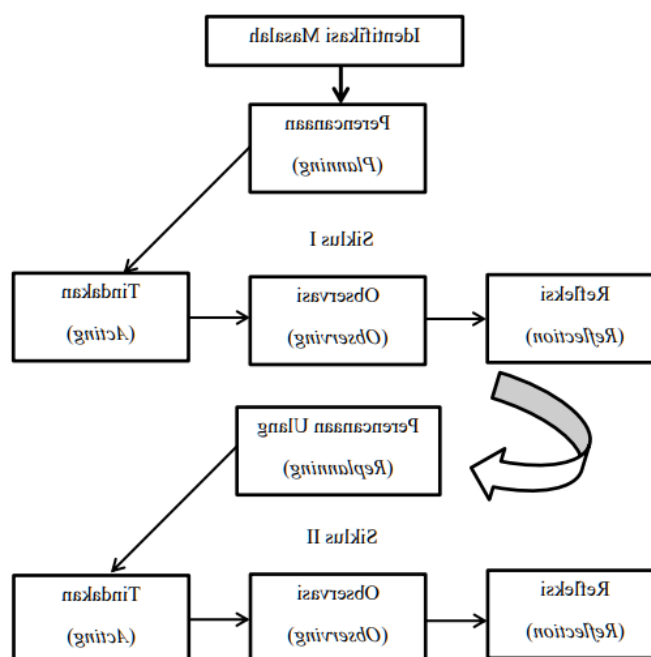 Identifikasi Masalah
Perencanaan
(Planning)
Siklus I
Tindakan
(Acting)
Observasi
(Observing)
Refleksi
(Reflection)
Perencanaan Ulang
(Replanning)
Siklus II
Tindakan
(Acting)
Observasi
(Observing)
Refleksi
(Reflection)